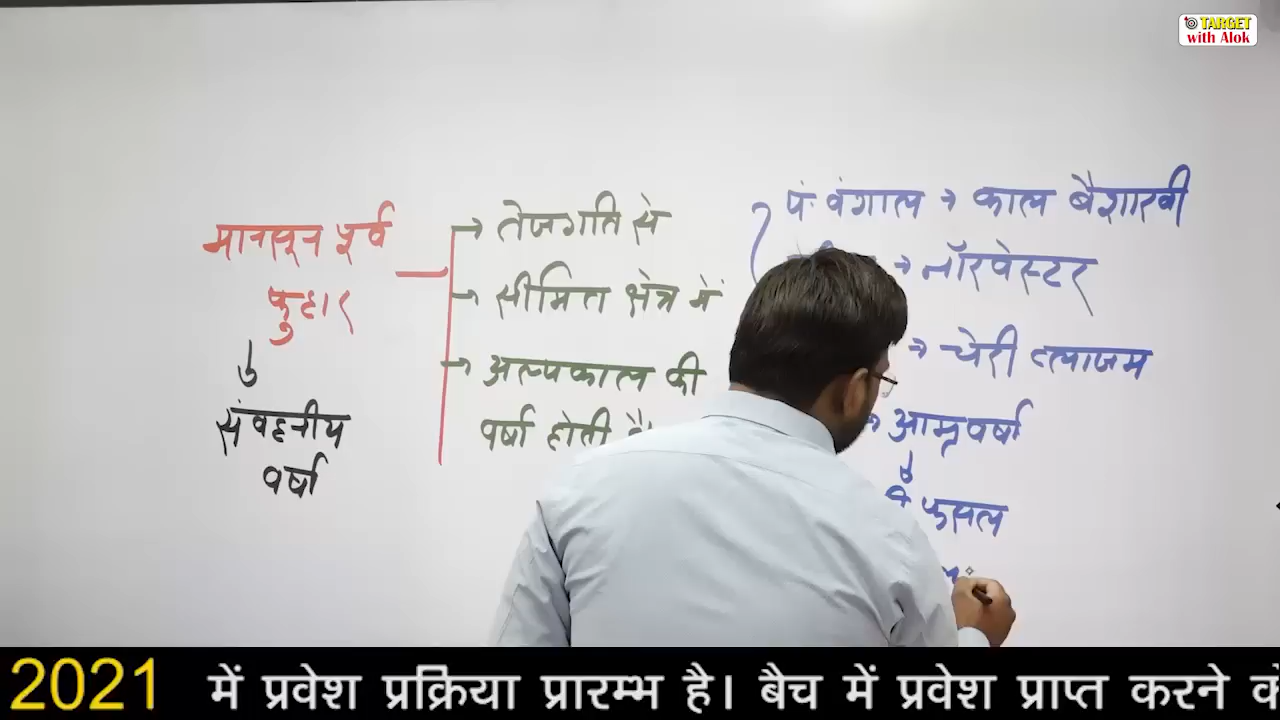 TARGET
with Alok
मानसून पूर्व
फुहार
संवहनीय
वर्षा
→ तेजगति से
→ सीमित क्षेत्र में
→ अल्पकाल की
वर्षा होती
पं वंगाल → काल बैशाखी
→ नॉरवेस्टर
→ चेरी ब्लाजम
आम्रवर्षा
फसल
2021 में प्रवेश प्रक्रिया प्रारम्भ है। बैच में प्रवेश प्राप्त करने